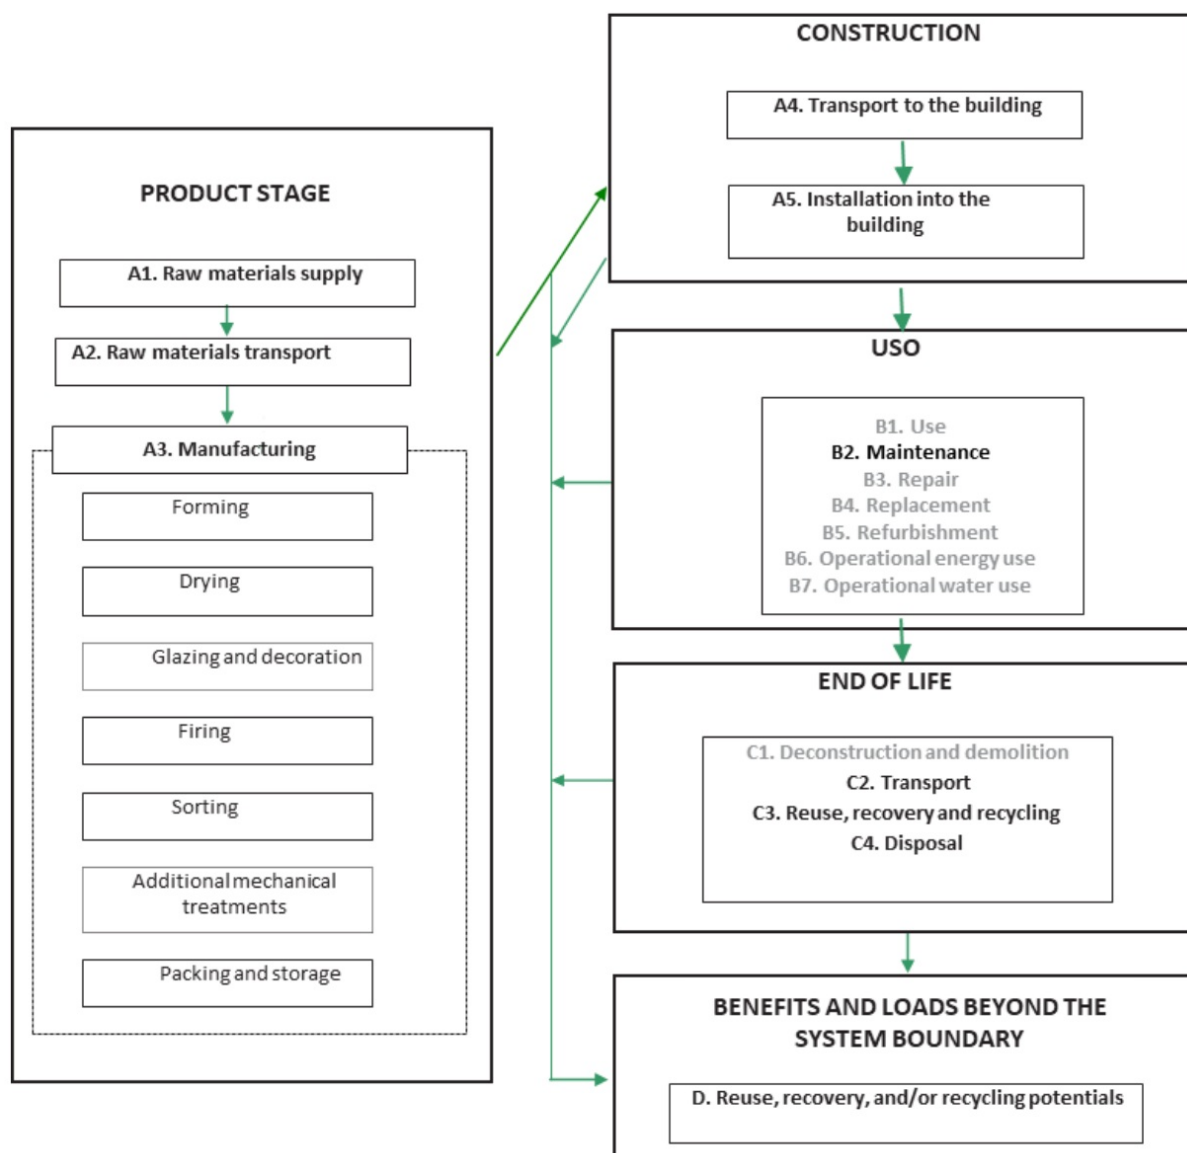 PRODUCT STAGE
A1. Raw materials supply
A2. Raw materials transport
A3. Manufacturing
Forming
Drying
Glazing and decoration
Firing
Sorting
Additional mechanical
treatments
Packing and storage
CONSTRUCTION
A4. Transport to the building
A5. Installation into the
building
USO
B1. Use
B2. Maintenance
B3. Repair
B4. Replacement
B5. Refurbishment
B6. Operational energy use
B7. Operational water use
END OF LIFE
C1. Deconstruction and demolition
C2. Transport
C3. Reuse, recovery and recycling
C4. Disposal
BENEFITS AND LOADS BEYOND THE
SYSTEM BOUNDARY
D. Reuse, recovery, and/or recycling potentials